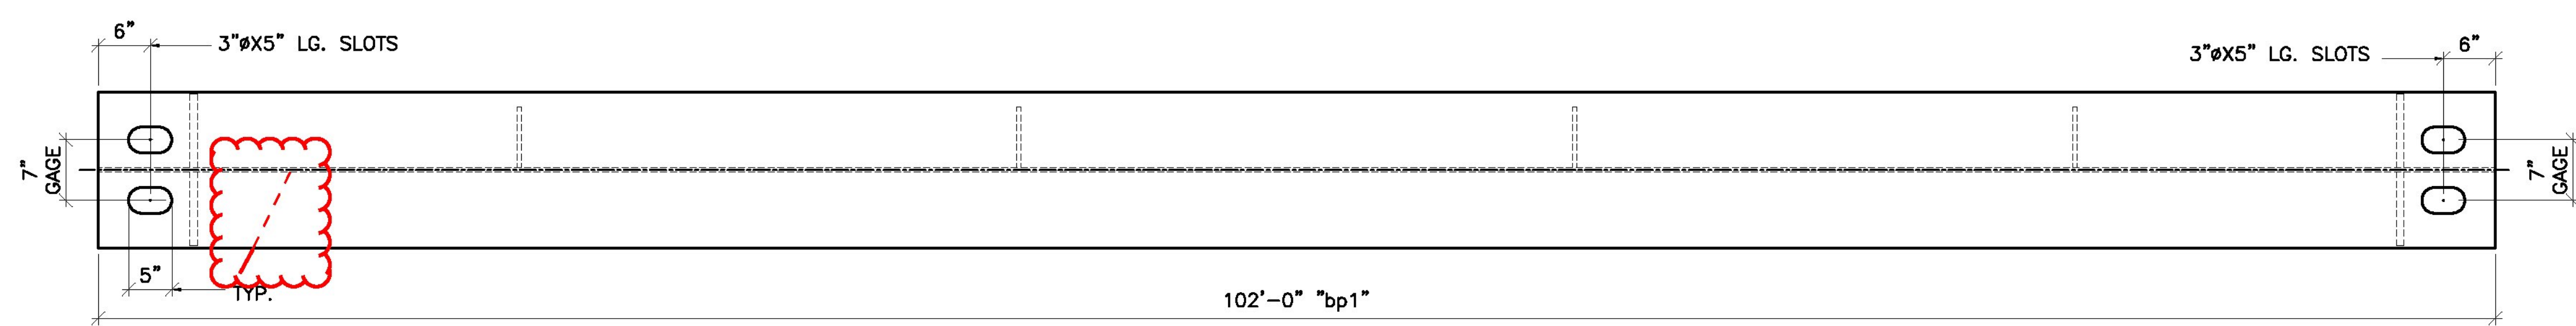 6"
3"øX5" LG. SLOTS
3"øX5" LG. SLOTS
6"
7"
GAGE
7"
GAGE
5"
TYP.
102'-0" "bp1"